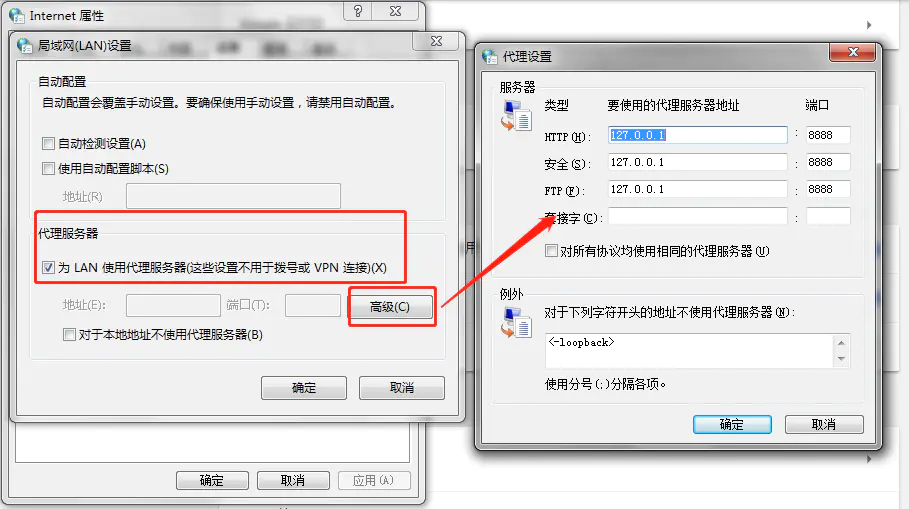 Internet 属性
局域网(LAN)设置
自动配置
自动配置会覆盖手动设置。要确保使用手动设置，请禁用自动配置。
自动检测设置(A)
使用自动配置脚本(S)
地址(R)
代理服务器
为 LAN 使用代理服务器(这些设置不用于拨号或 VPN 连接)(X)
地址(E):
端口(T):
高级(C)
对于本地地址不使用代理服务器(B)
确定
取消
确定
取消
应用(A)
代理设置
服务器
类型
要使用的代理服务器地址
端口
HTTP(H):
127.0.0.1
:
8888
安全(S):
127.0.0.1
:
8888
FTP(F):
127.0.0.1
:
8888
套接字(C):
:
对所有协议均使用相同的代理服务器(U)
例外
对于下列字符开头的地址不使用代理服务器(N):
<-loopback>
使用分号(;)分隔各项。
确定
取消